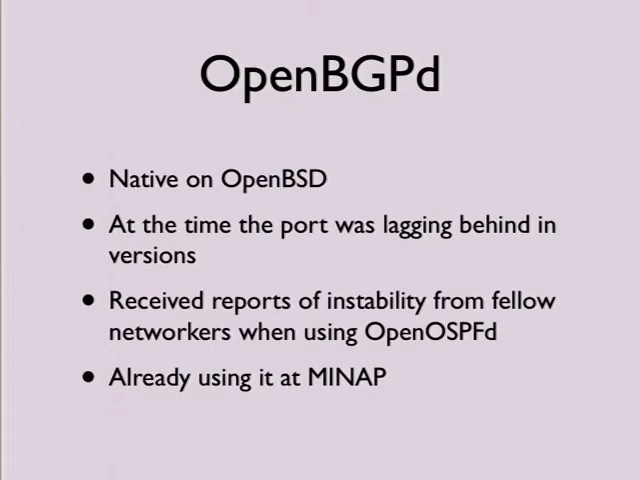 OpenBGPd
• Native on OpenBSD
• At the time the port was lagging behind in
versions
• Received reports of instability from fellow
networkers when using OpenOSPFd
• Already using it at MINAP